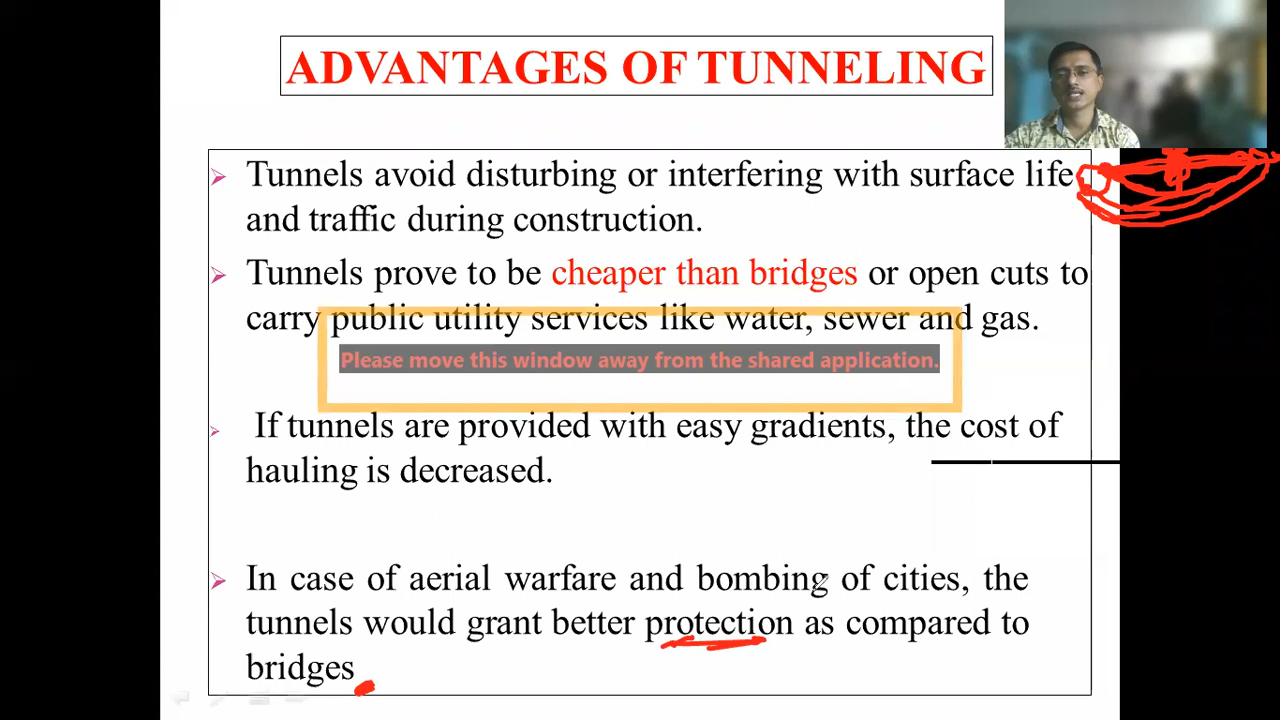 ADVANTAGES OF TUNNELING
Tunnels avoid disturbing or interfering with surface life
and traffic during construction.
Tunnels prove to be cheaper than bridges or open cuts to
carry public utility services like water, sewer and gas.
Please move this window away from the shared application.
If tunnels are provided with easy gradients, the cost of
hauling is decreased.
In case of aerial warfare and bombing of cities, the
tunnels would grant better protection as compared to
bridges